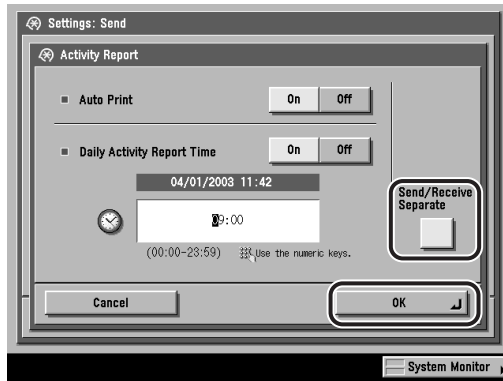 Settings: Send
Activity Report
Auto Print
On Off
Daily Activity Report Time
On Off
04/01/2003 11:42
09:00
(00:00-23:59) Use the numeric keys.
Send/Receive
Separate
Cancel
OK
System Monitor